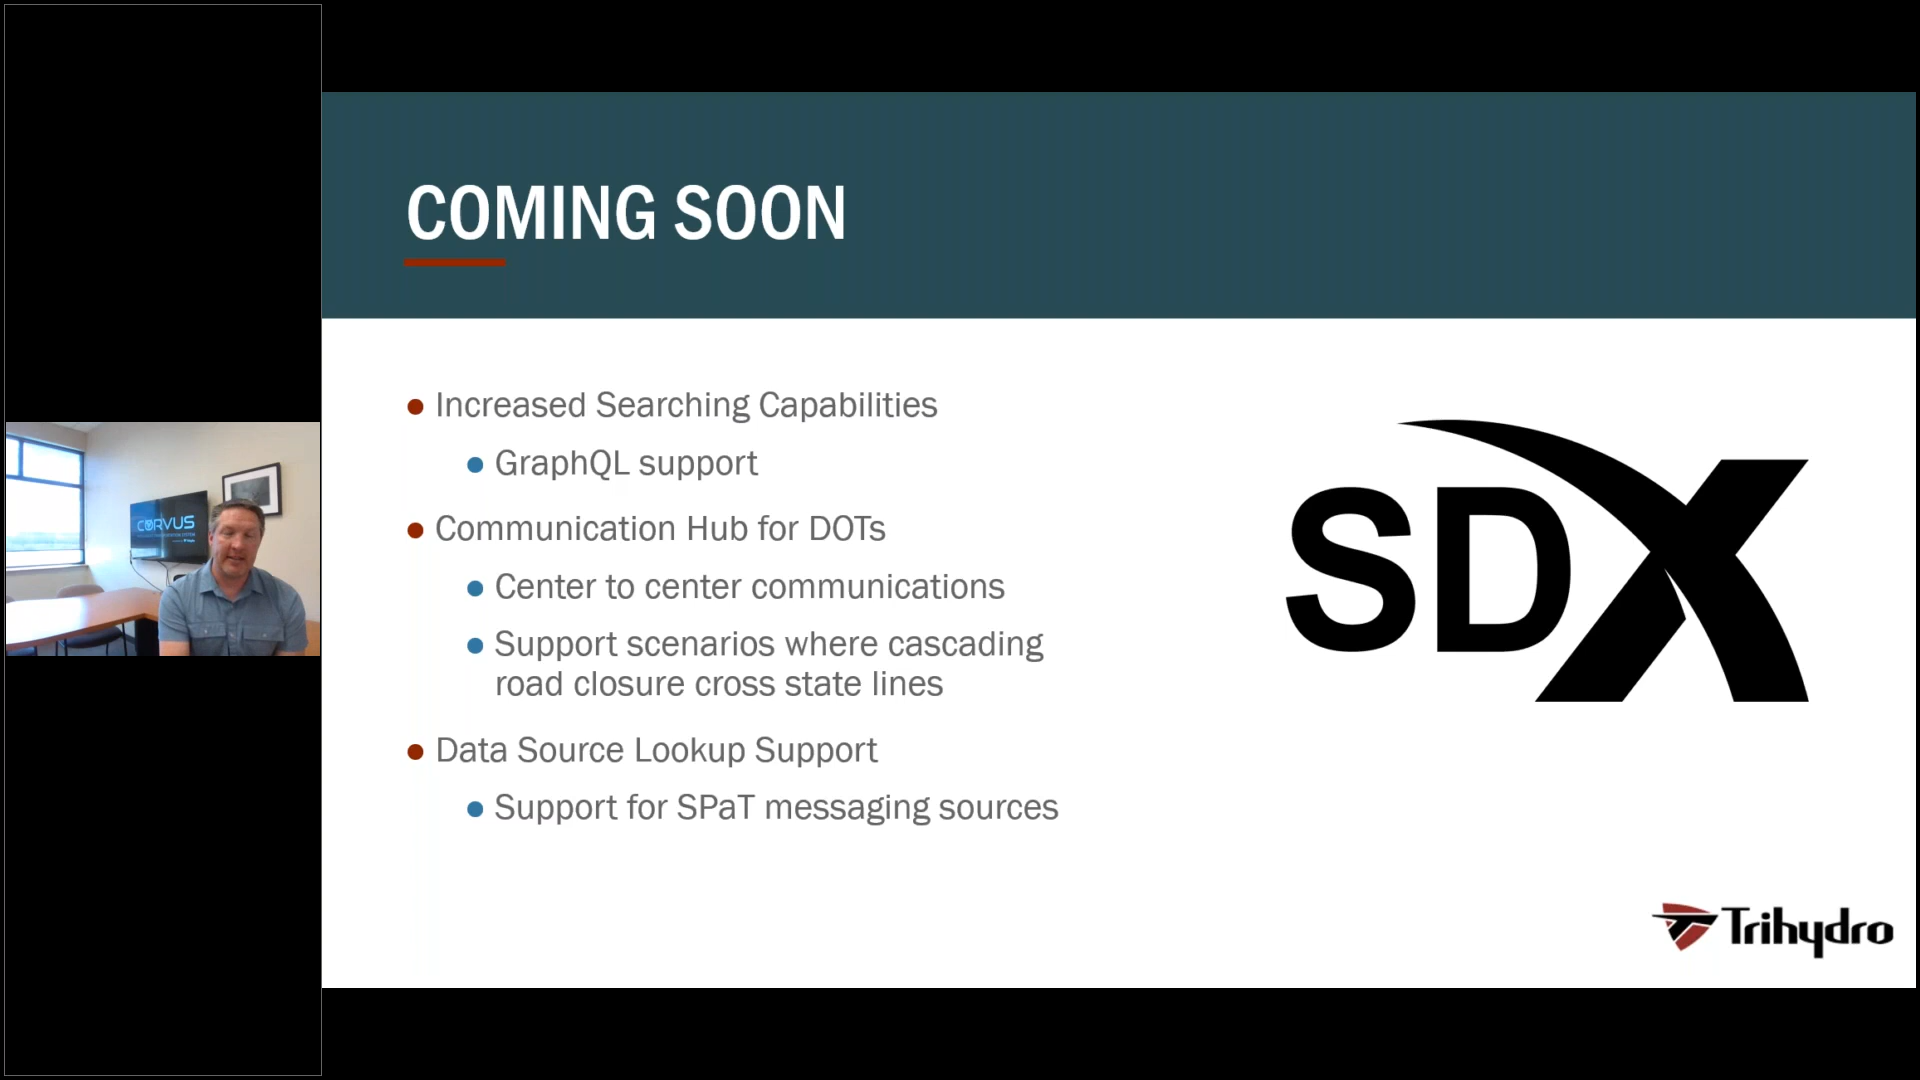 COMING SOON
Increased Searching Capabilities
GraphQL support
Communication Hub for DOTs
Center to center communications
Support scenarios where cascading
road closure cross state lines
Data Source Lookup Support
Support for SPaT messaging sources
SDX
Trihydro
CORVUS